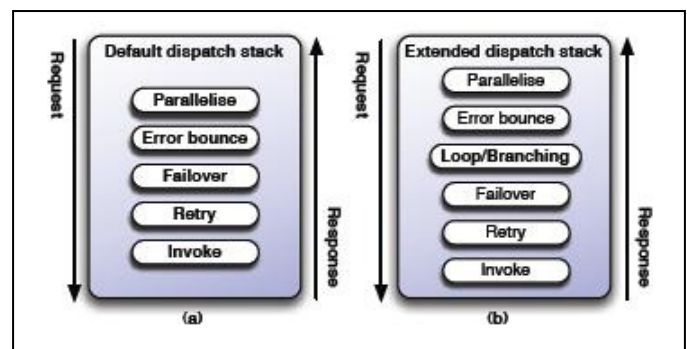 Request
Default dispatch stack
Parallelise
Error bounce
Failover
Retry
Invoke
Response
(a)
Request
Extended dispatch stack
Parallelise
Error bounce
Loop/Branching
Failover
Retry
Invoke
Response
(b)